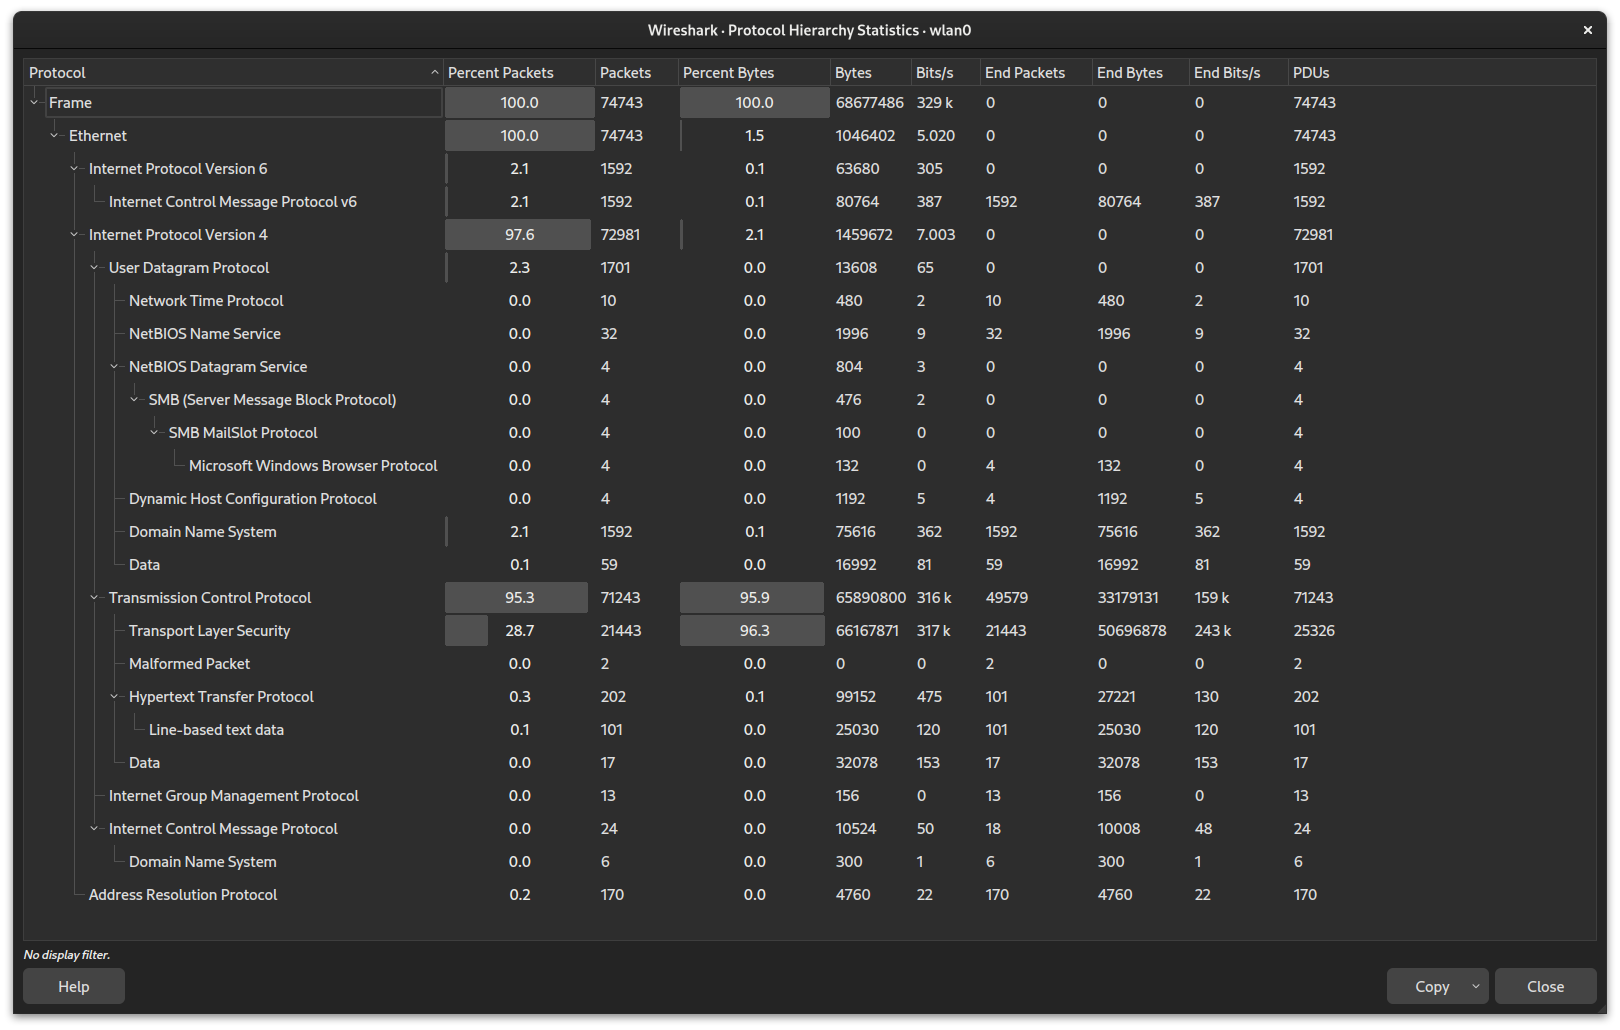 Wireshark · Protocol Hierarchy Statistics · wlan0
Protocol Percent Packets Packets Percent Bytes Bytes Bits/s End Packets End Bytes End Bits/s PDUs
Frame 100.0 74743 100.0 68677486 329 k 0 0 0 74743
Ethernet 100.0 74743 1.5 1046402 5.020 0 0 0 74743
Internet Protocol Version 6 2.1 1592 0.1 63680 305 0 0 0 1592
Internet Control Message Protocol v6 2.1 1592 0.1 80764 387 1592 80764 387 1592
Internet Protocol Version 4 97.6 72981 2.1 1459672 7.003 0 0 0 72981
User Datagram Protocol 2.3 1701 0.0 13608 65 0 0 0 1701
Network Time Protocol 0.0 10 0.0 480 2 10 480 2 10
NetBIOS Name Service 0.0 32 0.0 1996 9 32 1996 9 32
NetBIOS Datagram Service 0.0 4 0.0 804 3 0 0 0 4
SMB (Server Message Block Protocol) 0.0 4 0.0 476 2 0 0 0 4
SMB MailSlot Protocol 0.0 4 0.0 100 0 0 0 0 4
Microsoft Windows Browser Protocol 0.0 4 0.0 132 0 4 132 0 4
Dynamic Host Configuration Protocol 0.0 4 0.0 1192 5 4 1192 5 4
Domain Name System 2.1 1592 0.1 75616 362 1592 75616 362 1592
Data 0.1 59 0.0 16992 81 59 16992 81 59
Transmission Control Protocol 95.3 71243 95.9 65890800 316 k 49579 33179131 159 k 71243
Transport Layer Security 28.7 21443 96.3 66167871 317 k 21443 50696878 243 k 25326
Malformed Packet 0.0 2 0.0 0 0 2 0 0 2
Hypertext Transfer Protocol 0.3 202 0.1 99152 475 101 27221 130 202
Line-based text data 0.1 101 0.0 25030 120 101 25030 120 101
Data 0.0 17 0.0 32078 153 17 32078 153 17
Internet Group Management Protocol 0.0 13 0.0 156 0 13 156 0 13
Internet Control Message Protocol 0.0 24 0.0 10524 50 18 10008 48 24
Domain Name System 0.0 6 0.0 300 1 6 300 1 6
Address Resolution Protocol 0.2 170 0.0 4760 22 170 4760 22 170
No display filter.
Help Copy Close